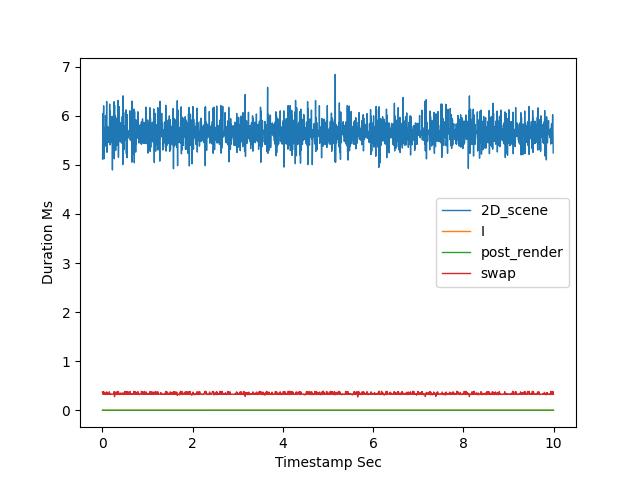 7
6
5
4
3
2
1
0
Duration Ms
2D_scene
I
post_render
swap
0 2 4 6 8 10
Timestamp Sec